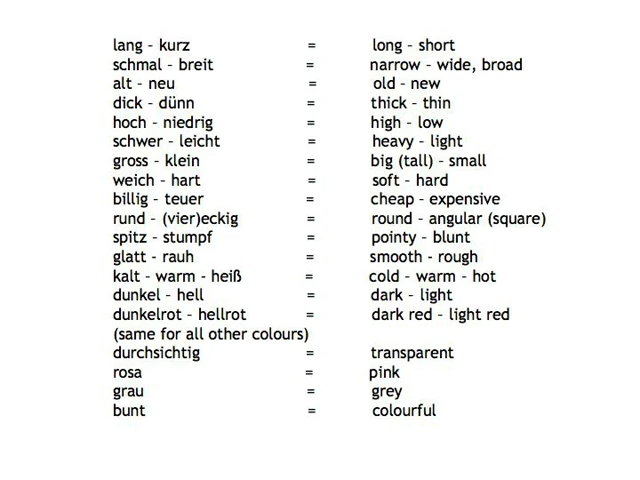 lang – kurz = long – short
schmal – breit = narrow – wide, broad
alt – neu = old – new
dick – dünn = thick – thin
hoch – niedrig = high – low
schwer – leicht = heavy – light
gross – klein = big (tall) – small
weich – hart = soft – hard
billig – teuer = cheap – expensive
rund – (vier)eckig = round – angular (square)
spitz – stumpf = pointy – blunt
glatt - rauh = smooth - rough
kalt – warm - heiß = cold – warm – hot
dunkel – hell = dark – light
dunkelrot – hellrot = dark red – light red
(same for all other colours)
durchsichtig = transparent
rosa = pink
grau = grey
bunt = colourful